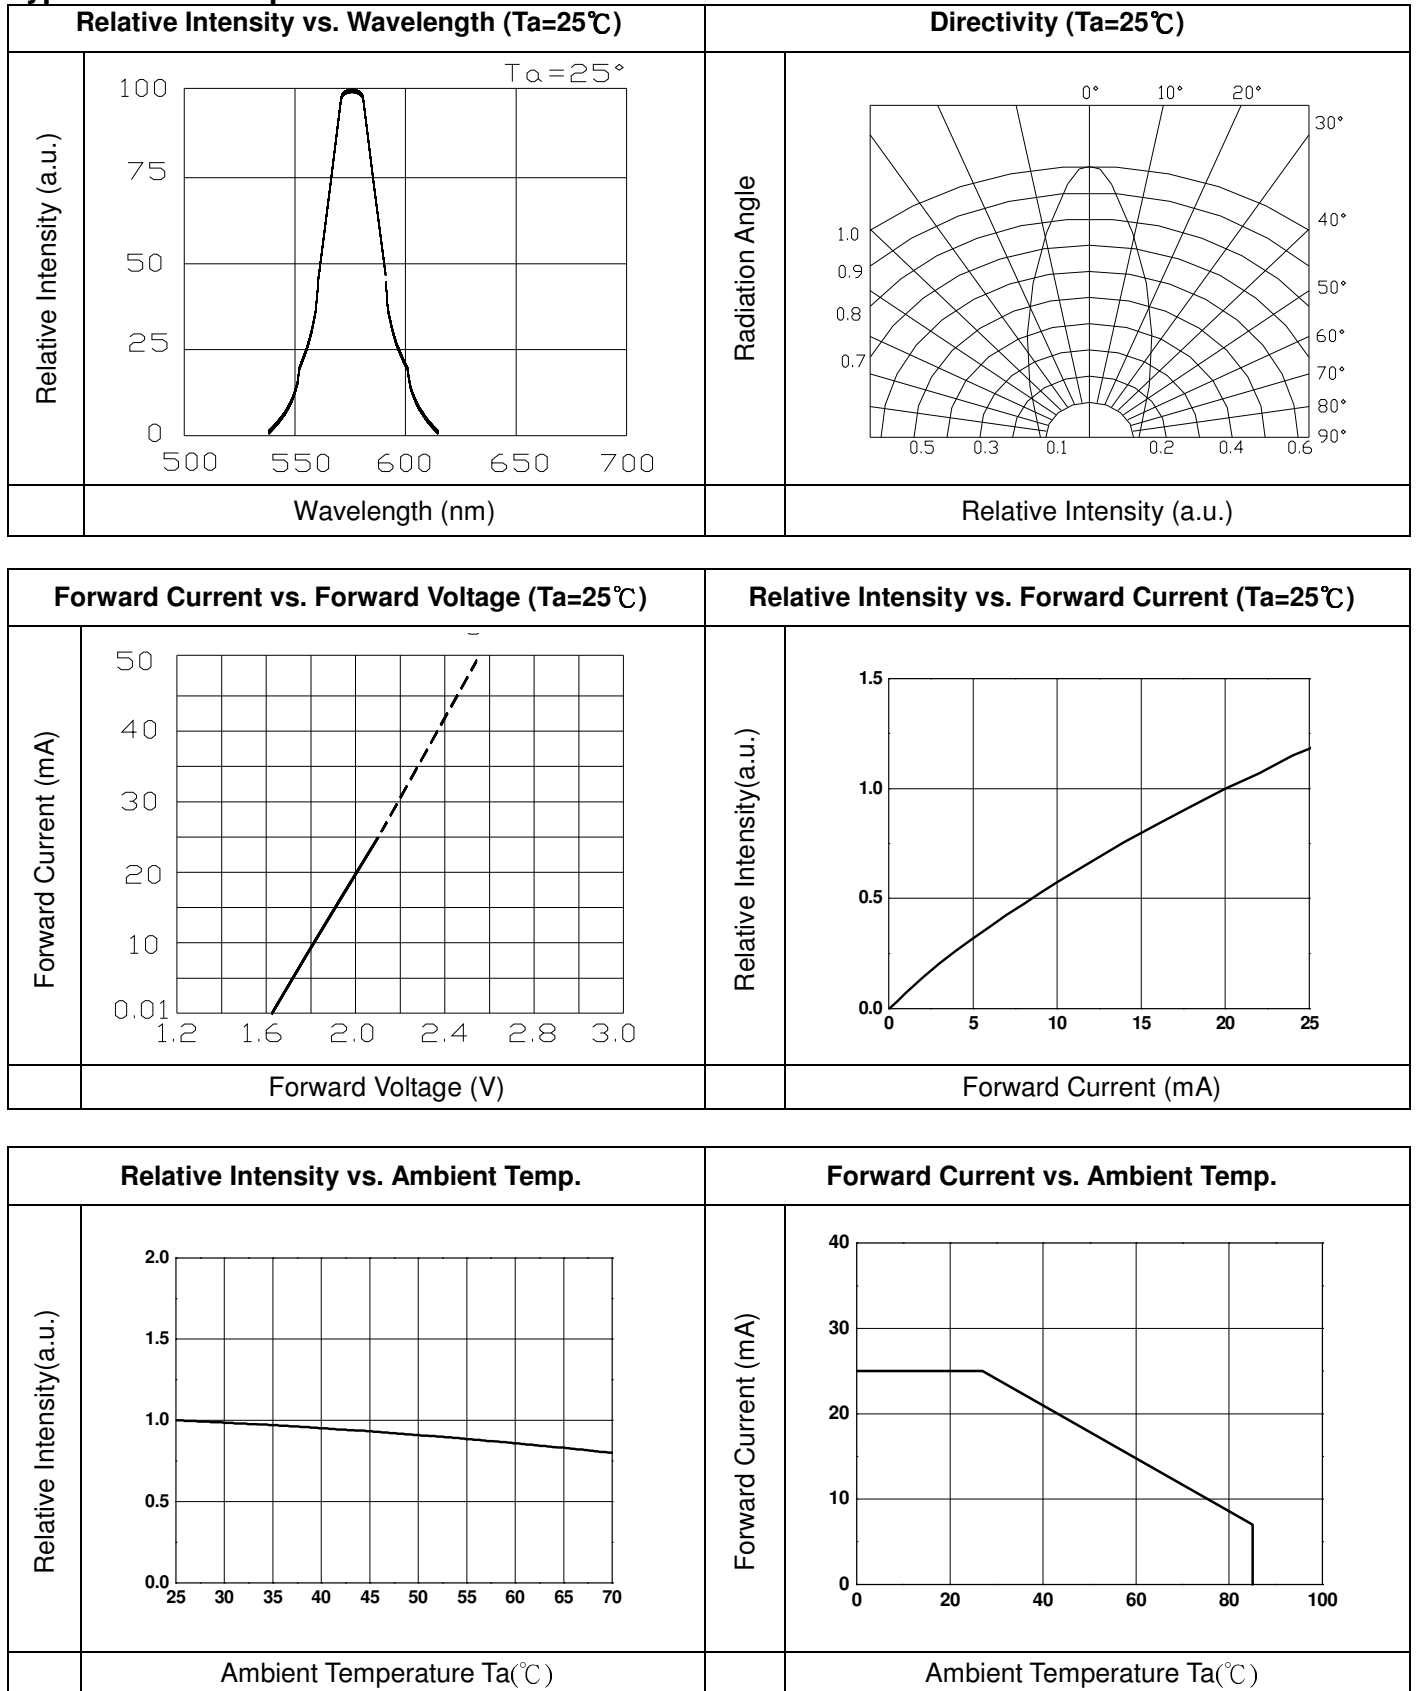 Relative Intensity vs. Wavelength (Ta=25℃)
Directivity (Ta=25℃)
Relative Intensity (a.u.)
Ta=25°
100
75
50
25
0
500 550 600 650 700
Wavelength (nm)
Radiation Angle
0° 10° 20°
30°
40°
50°
60°
70°
80°
90°
1.0
0.9
0.8
0.7
0.5 0.3 0.1 0.2 0.4 0.6
Relative Intensity (a.u.)
Forward Current vs. Forward Voltage (Ta=25℃)
Relative Intensity vs. Forward Current (Ta=25℃)
Forward Current (mA)
50
40
30
20
10
0.01
1.2 1.6 2.0 2.4 2.8 3.0
Forward Voltage (V)
Relative Intensity(a.u.)
1.5
1.0
0.5
0.0
0 5 10 15 20 25
Forward Current (mA)
Relative Intensity vs. Ambient Temp.
Forward Current vs. Ambient Temp.
Relative Intensity(a.u.)
2.0
1.5
1.0
0.5
0.0
25 30 35 40 45 50 55 60 65 70
Ambient Temperature Ta(℃)
Forward Current (mA)
40
30
20
10
0
0 20 40 60 80 100
Ambient Temperature Ta(℃)